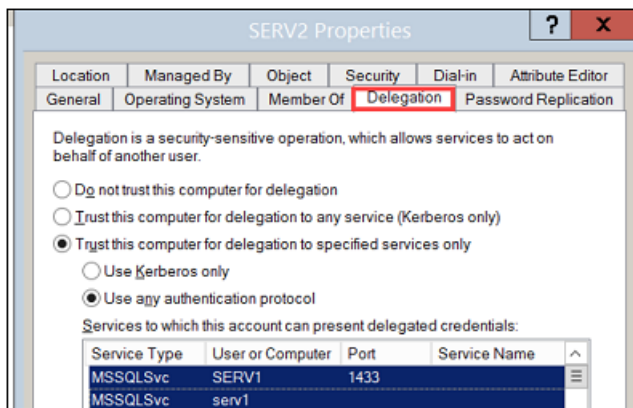 SERV2 Properties ? x
Location Managed By Object Security Dial-in Attribute Editor
General Operating System Member Of Delegation Password Replication
Delegation is a security-sensitive operation, which allows services to act on
behalf of another user.
Do not trust this computer for delegation
Trust this computer for delegation to any service (Kerberos only)
Trust this computer for delegation to specified services only
Use Kerberos only
Use any authentication protocol
Services to which this account can present delegated credentials:
Service Type User or Computer Port Service Name
MSSQLSvc SERV1 1433
MSSQLSvc serv1